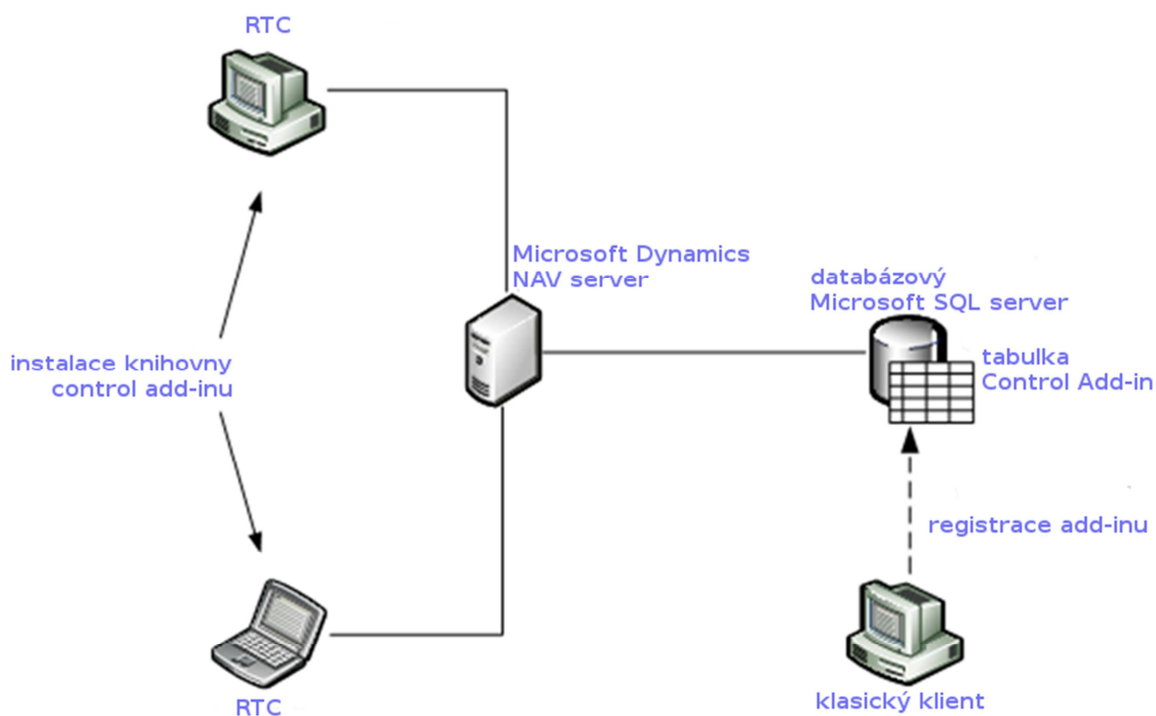 RTC
Microsoft Dynamics
NAV server
databázový
Microsoft SQL server
instalace knihovny
control add-inu
tabulka
Control Add-in
registrace add-inu
RTC
klasický klient